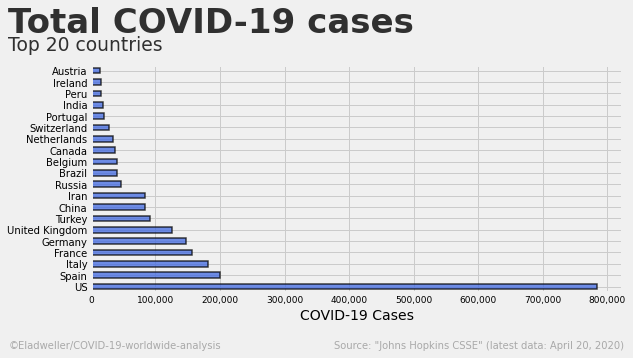 Total COVID-19 cases
Top 20 countries
Austria
Ireland
Peru
India
Portugal
Switzerland
Netherlands
Canada
Belgium
Brazil
Russia
Iran
China
Turkey
United Kingdom
Germany
France
Italy
Spain
US
0 100,000 200,000 300,000 400,000 500,000 600,000 700,000 800,000
COVID-19 Cases
©Eladweller/COVID-19-worldwide-analysis Source: "Johns Hopkins CSSE" (latest data: April 20, 2020)